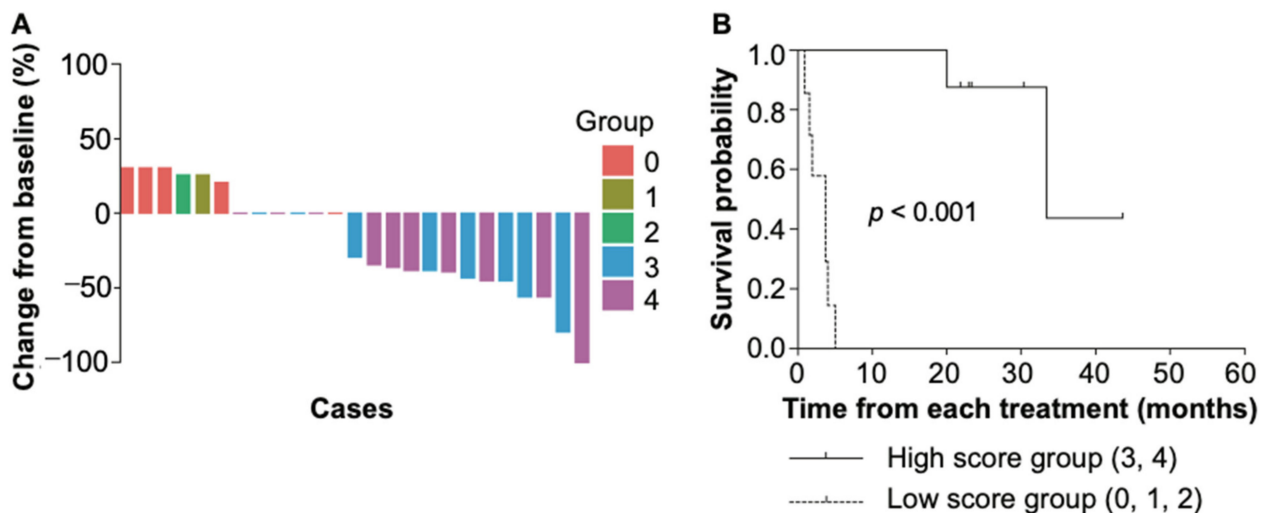 A
Change from baseline (%)
100
50
0
−50
−100
Cases
Group
0
1
2
3
4
B
Survival probability
1.0
0.8
0.6
0.4
0.2
0.0
p < 0.001
0 10 20 30 40 50 60
Time from each treatment (months)
High score group (3, 4)
Low score group (0, 1, 2)